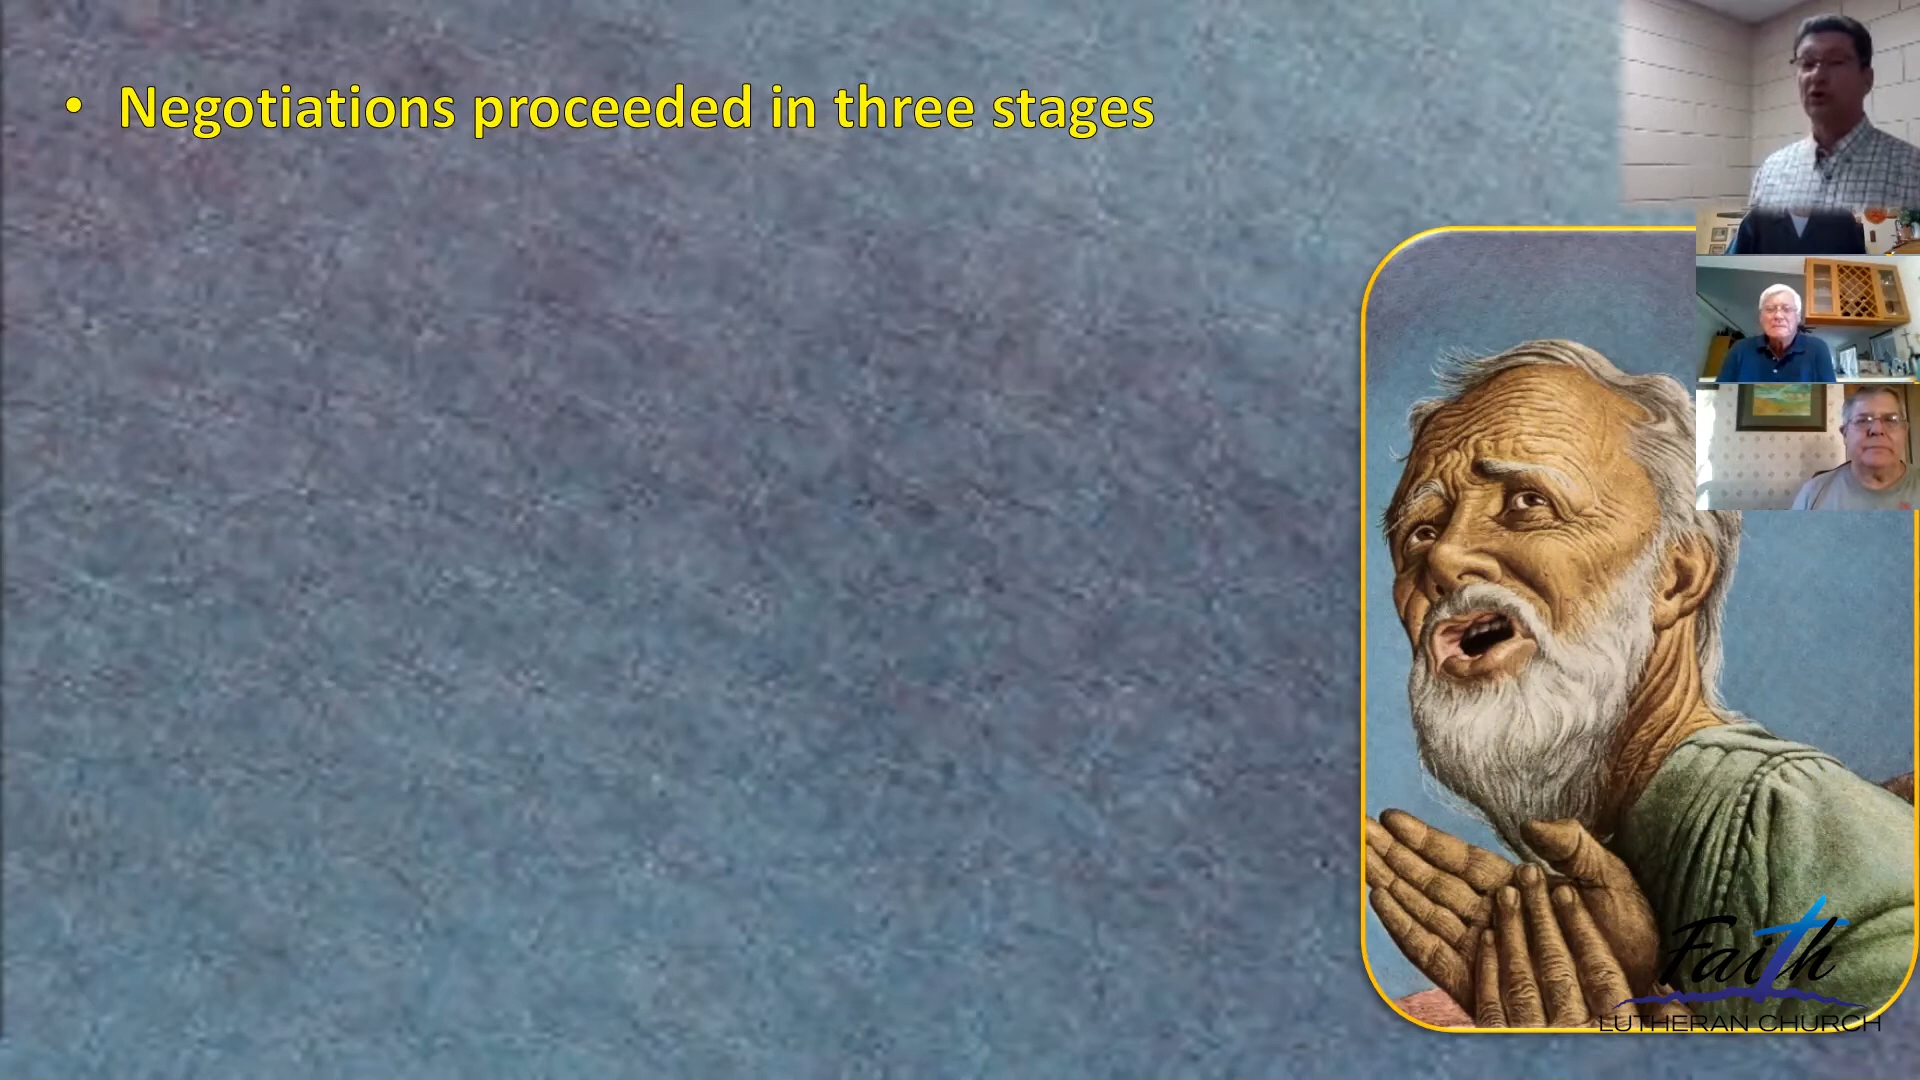 • Negotiations proceeded in three stages
Faith
LUTHERAN CHURCH